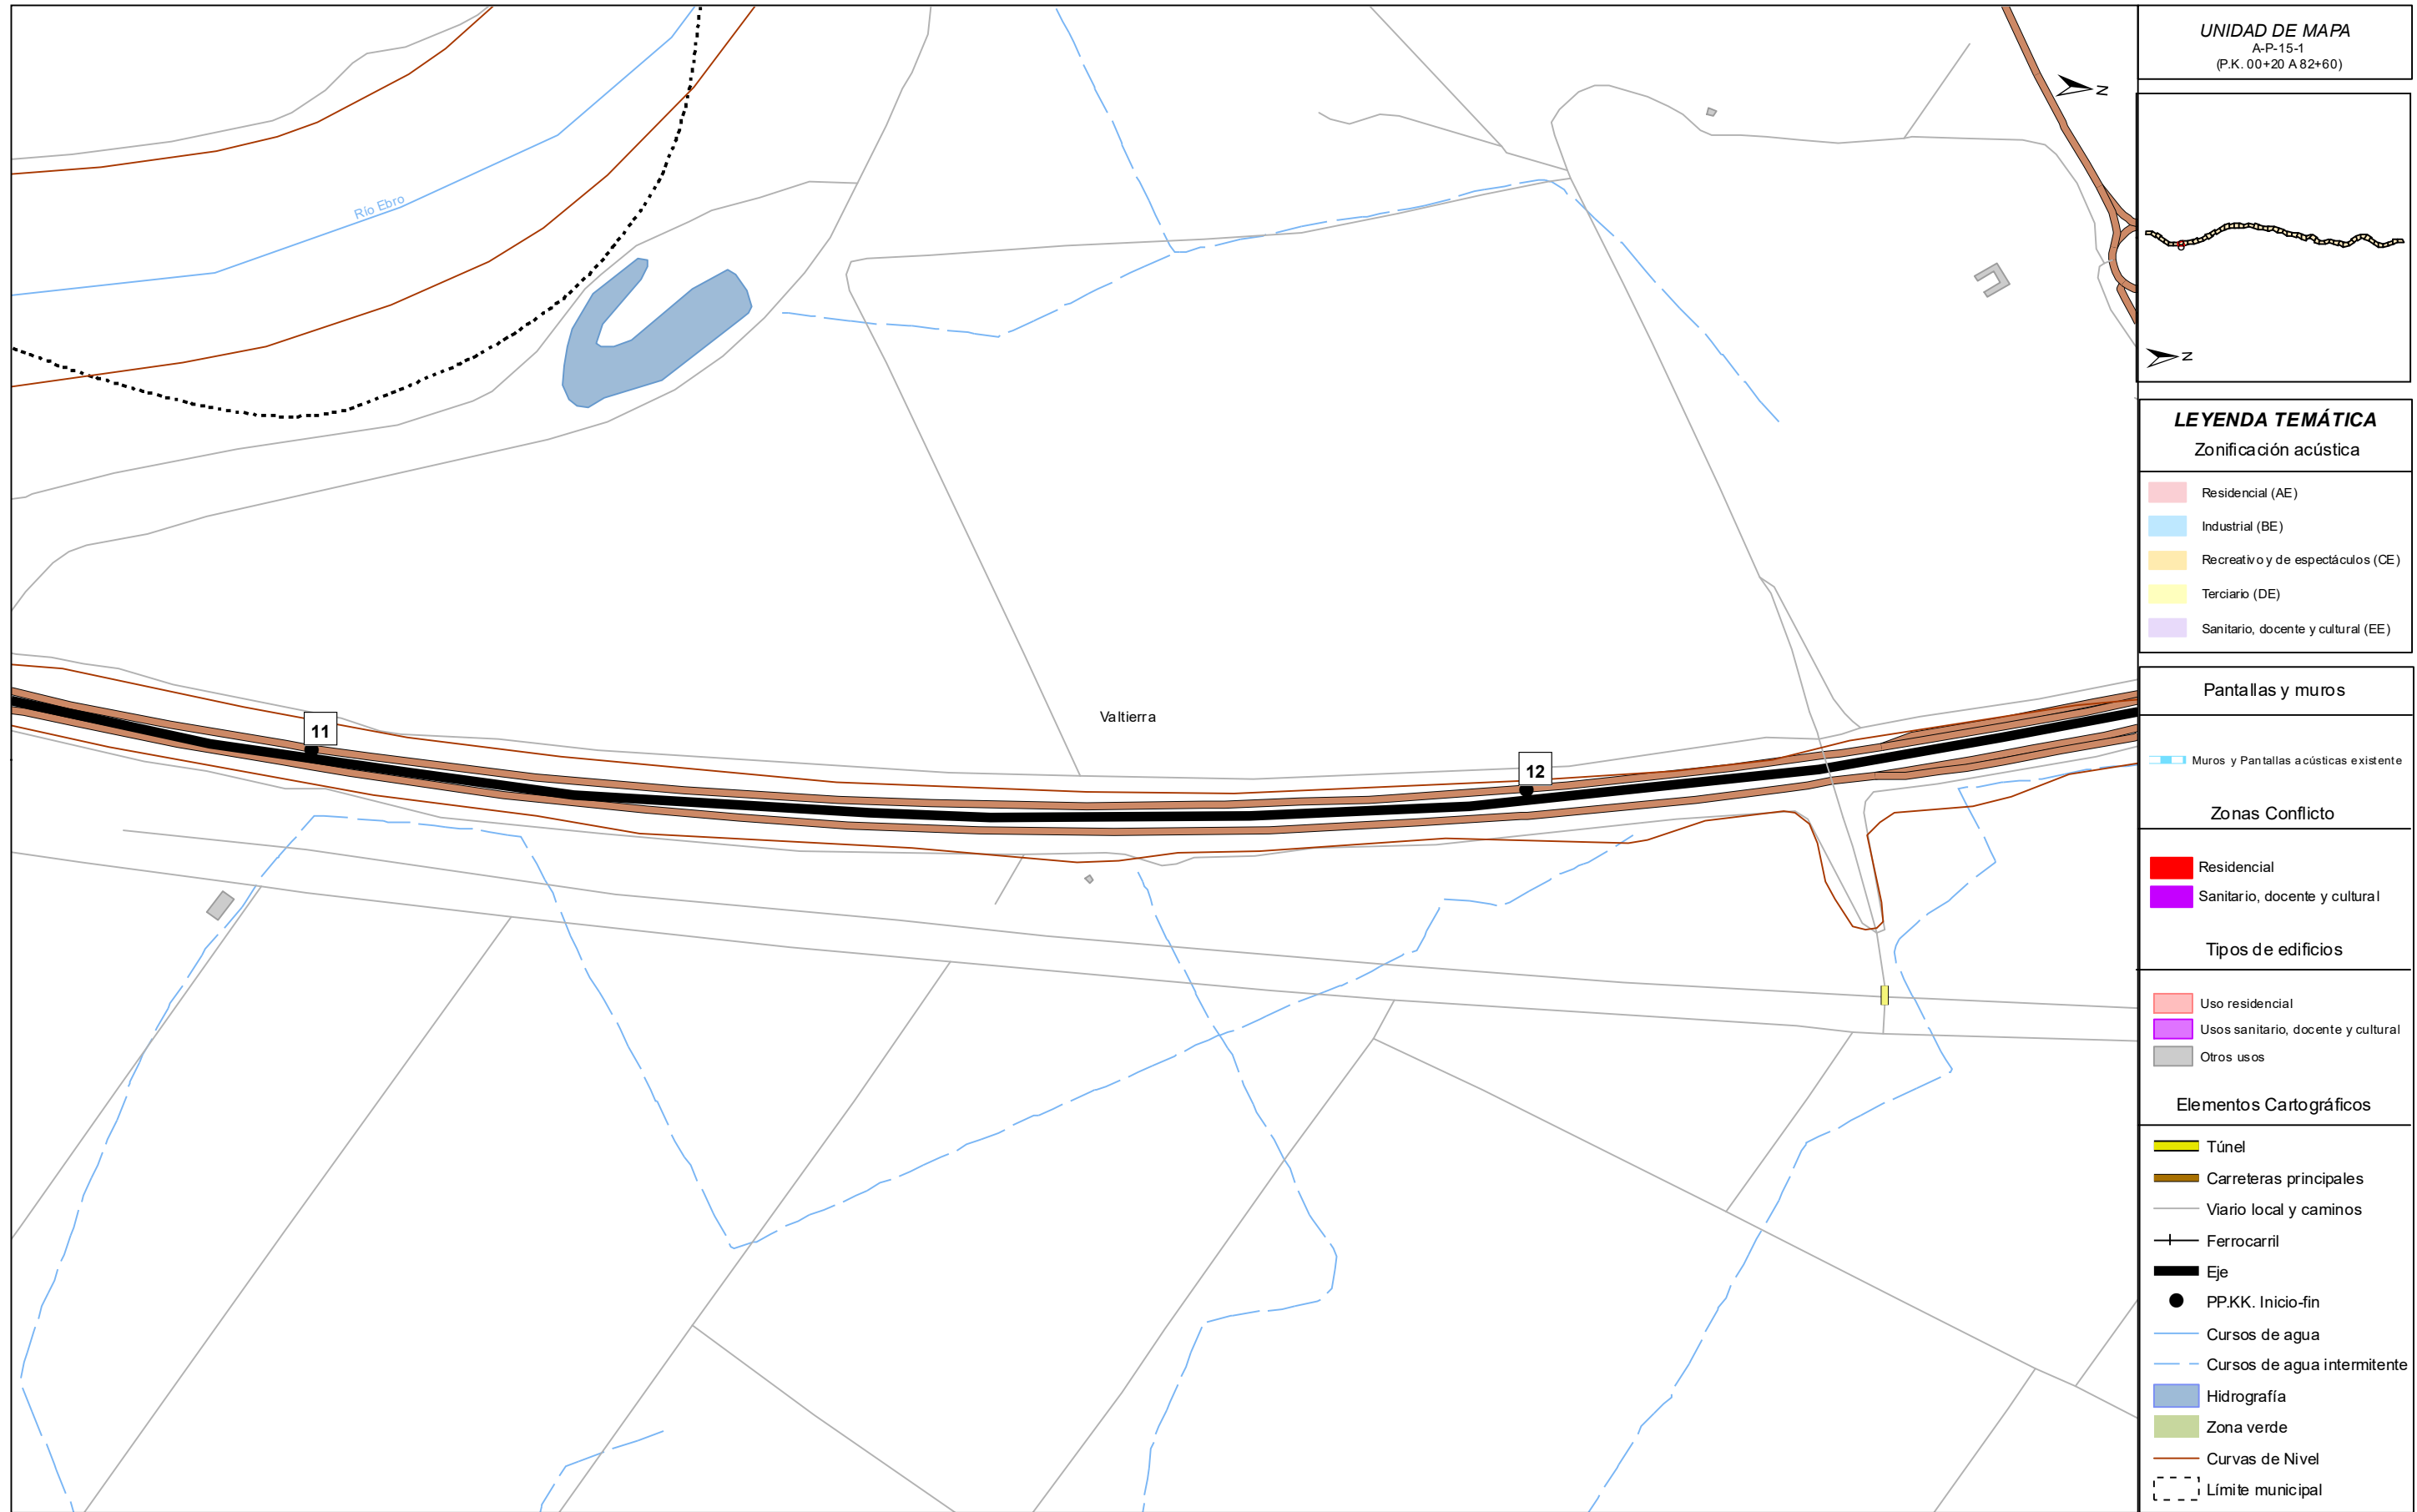 UNIDAD DE MAPA
A-P-15-1
(P.K. 00+20 A 82+60)
N
N
Río Ebro
11
Valtierra
12
LEYENDA TEMÁTICA
Zonificación acústica
Residencial (AE)
Industrial (BE)
Recreativo y de espectáculos (CE)
Terciario (DE)
Sanitario, docente y cultural (EE)
Pantallas y muros
Muros y Pantallas acústicas existente
Zonas Conflicto
Residencial
Sanitario, docente y cultural
Tipos de edificios
Uso residencial
Usos sanitario, docente y cultural
Otros usos
Elementos Cartográficos
Túnel
Carreteras principales
Viario local y caminos
Ferrocarril
Eje
PP.KK. Inicio-fin
Cursos de agua
Cursos de agua intermitente
Hidrografía
Zona verde
Curvas de Nivel
Límite municipal